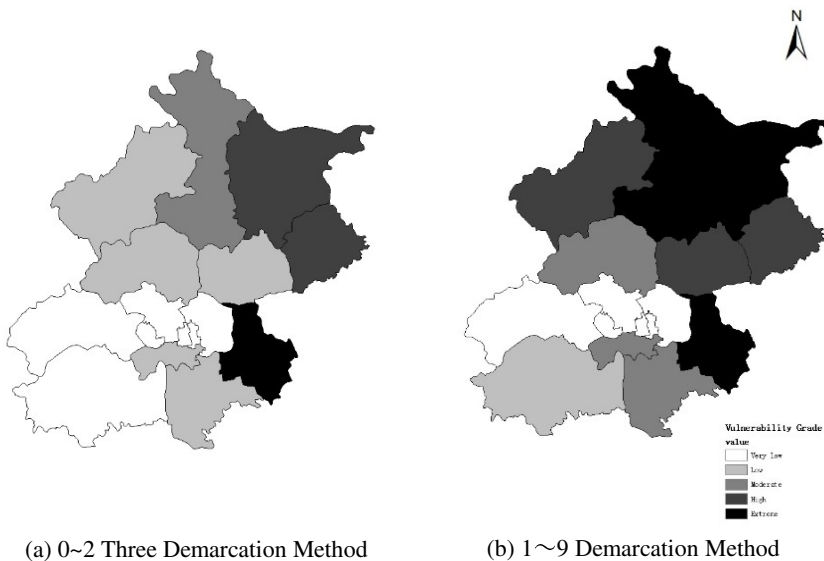 N
Vulnerability Grade
value
Very low
Low
Moderate
High
Extreme
(a) 0~2 Three Demarcation Method
(b) 1～9 Demarcation Method